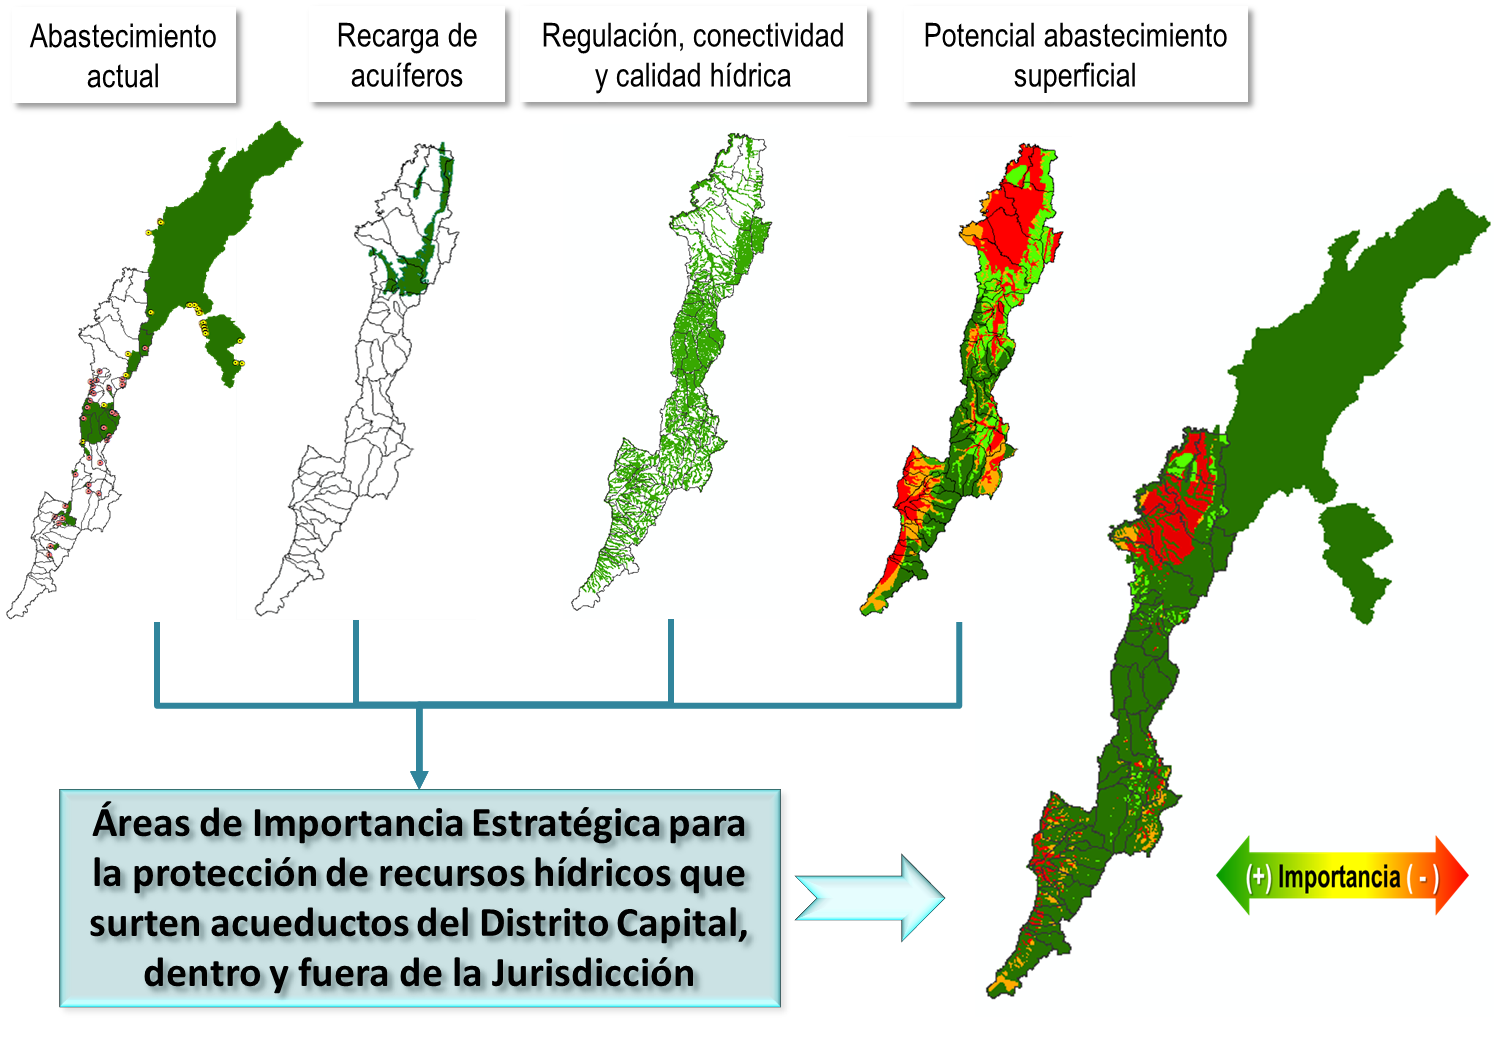 Abastecimiento
actual
Recarga de
acuíferos
Regulación, conectividad
y calidad hídrica
Potencial abastecimiento
superficial
Áreas de Importancia Estratégica para
la protección de recursos hídricos que
surten acueductos del Distrito Capital,
dentro y fuera de la Jurisdicción
(+) Importancia ( - )